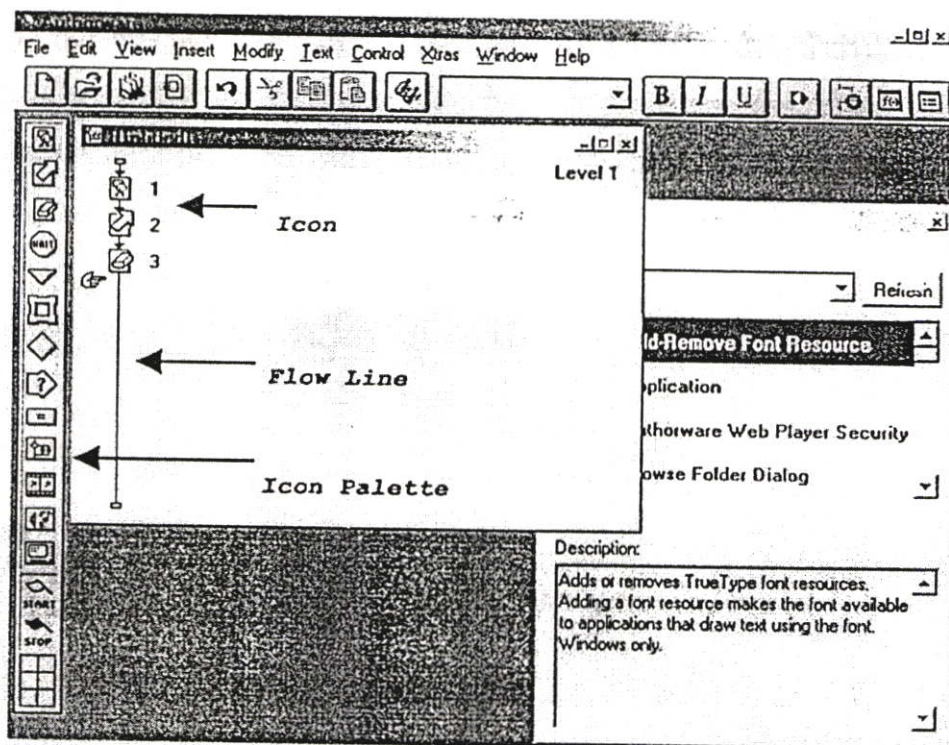 File Edit View Insert Modify Text Control Xtras Window Help
B I U
Level 1
1
Icon
2
3
Flow Line
Icon Palette
WAIT
START
STOP
Refresh
ld-Remove Font Resource
plication
thorware Web Player Security
owse Folder Dialog
Description:
Adds or removes TrueType font resources.
Adding a font resource makes the font available
to applications that draw text using the font.
Windows only.